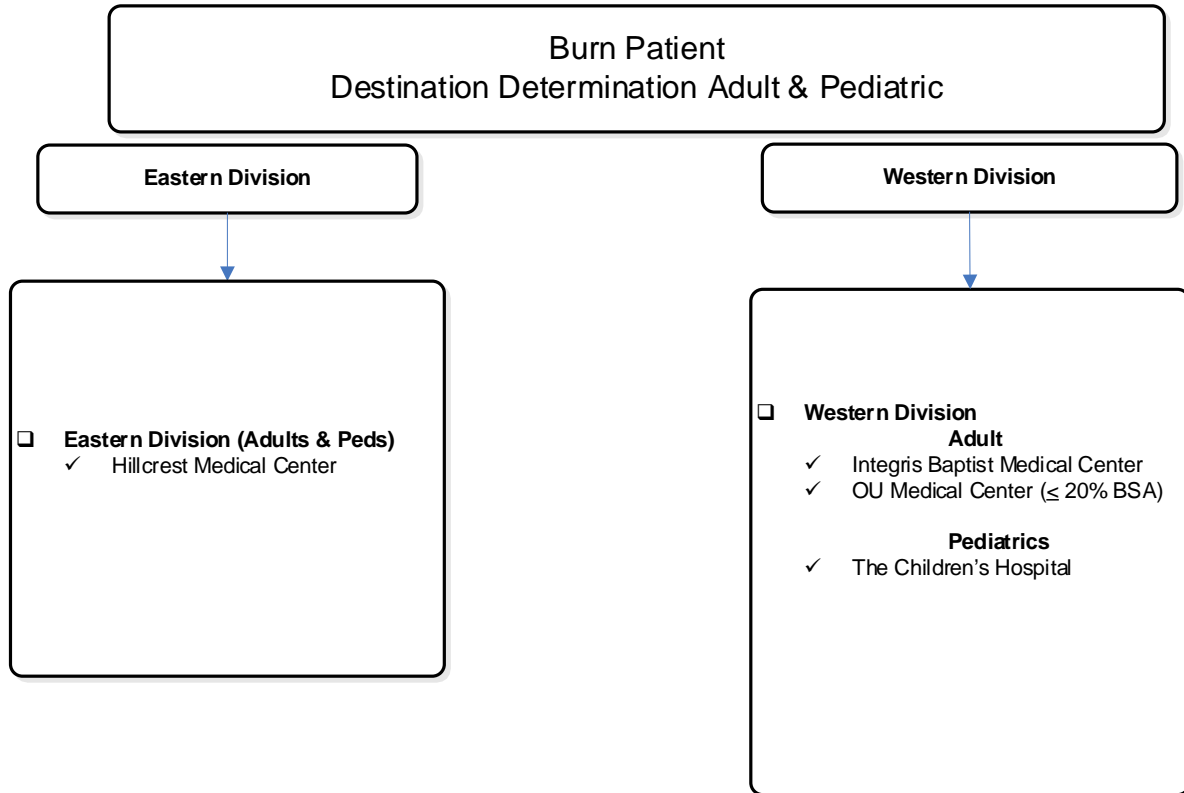 Burn Patient
Destination Determination Adult & Pediatric
Eastern Division
Western Division
❑ Eastern Division (Adults & Peds)
✓ Hillcrest Medical Center
❑ Western Division
Adult
✓ Integris Baptist Medical Center
✓ OU Medical Center (≤ 20% BSA)
Pediatrics
✓ The Children's Hospital